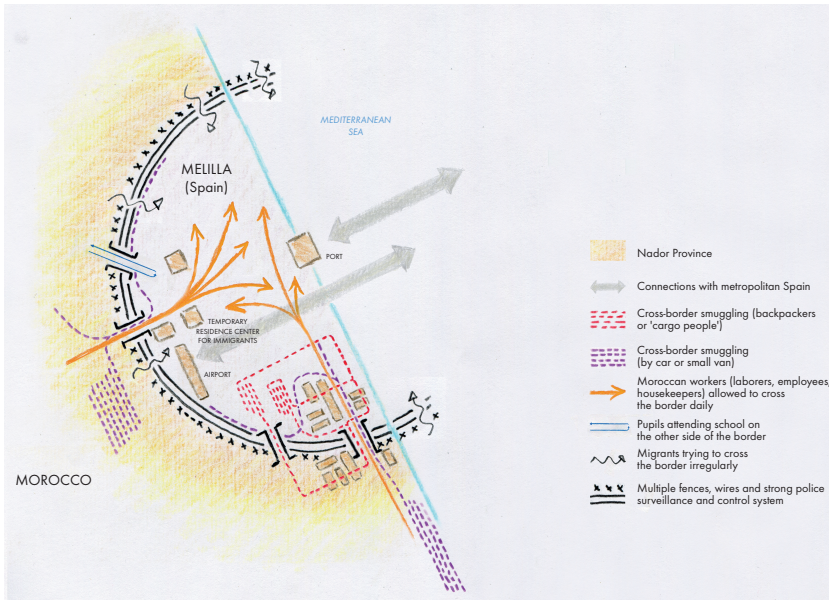 MEDITERRANEAN
SEA
MELILLA
(Spain)
PORT
TEMPORARY
RESIDENCE CENTER
FOR IMMIGRANTS
AIRPORT
MOROCCO
Nador Province
Connections with metropolitan Spain
Cross-border smuggling (backpackers
or 'cargo people')
Cross-border smuggling
(by car or small van)
Moroccan workers (laborers, employees,
housekeepers) allowed to cross
the border daily
Pupils attending school on
the other side of the border
Migrants trying to cross
the border irregularly
Multiple fences, wires and strong police
surveillance and control system